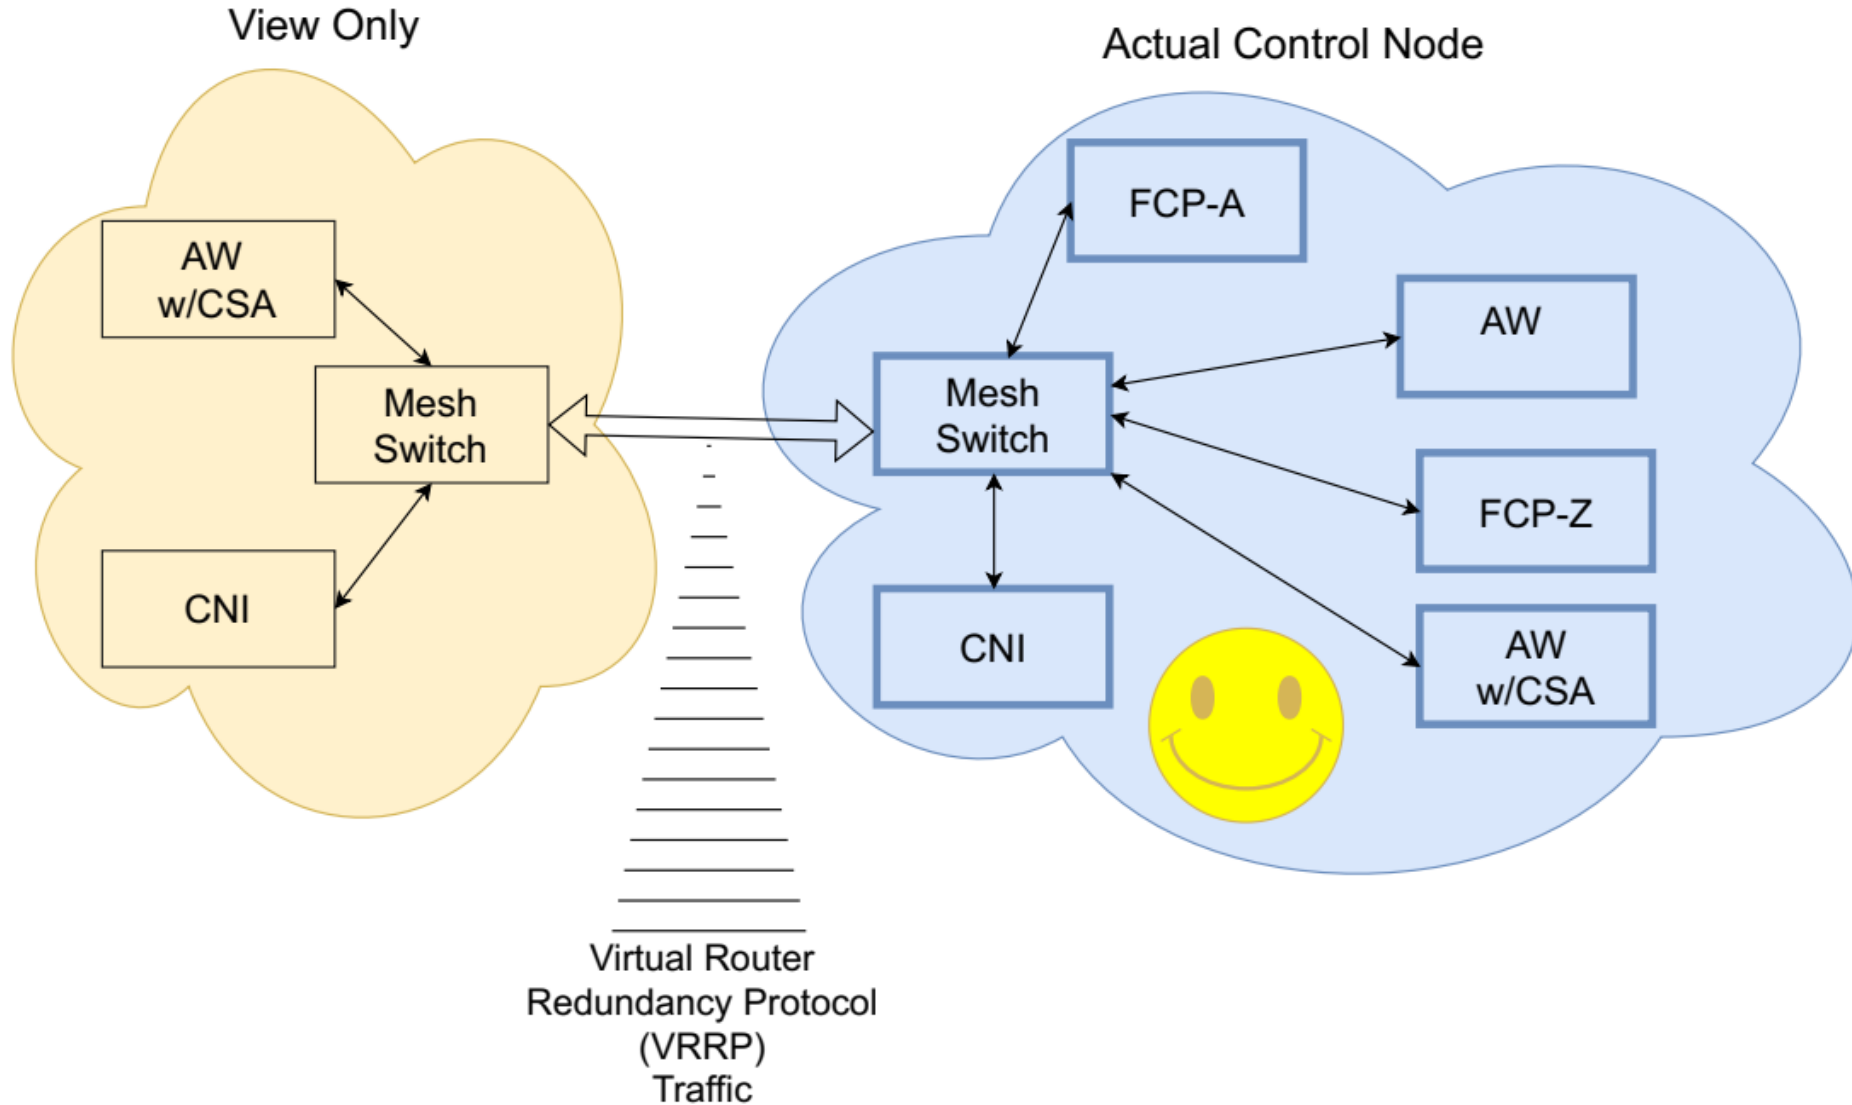 View Only
Actual Control Node
AW
w/CSA
Mesh
Switch
CNI
FCP-A
AW
Mesh
Switch
FCP-Z
CNI
AW
w/CSA
Virtual Router
Redundancy Protocol
(VRRP)
Traffic